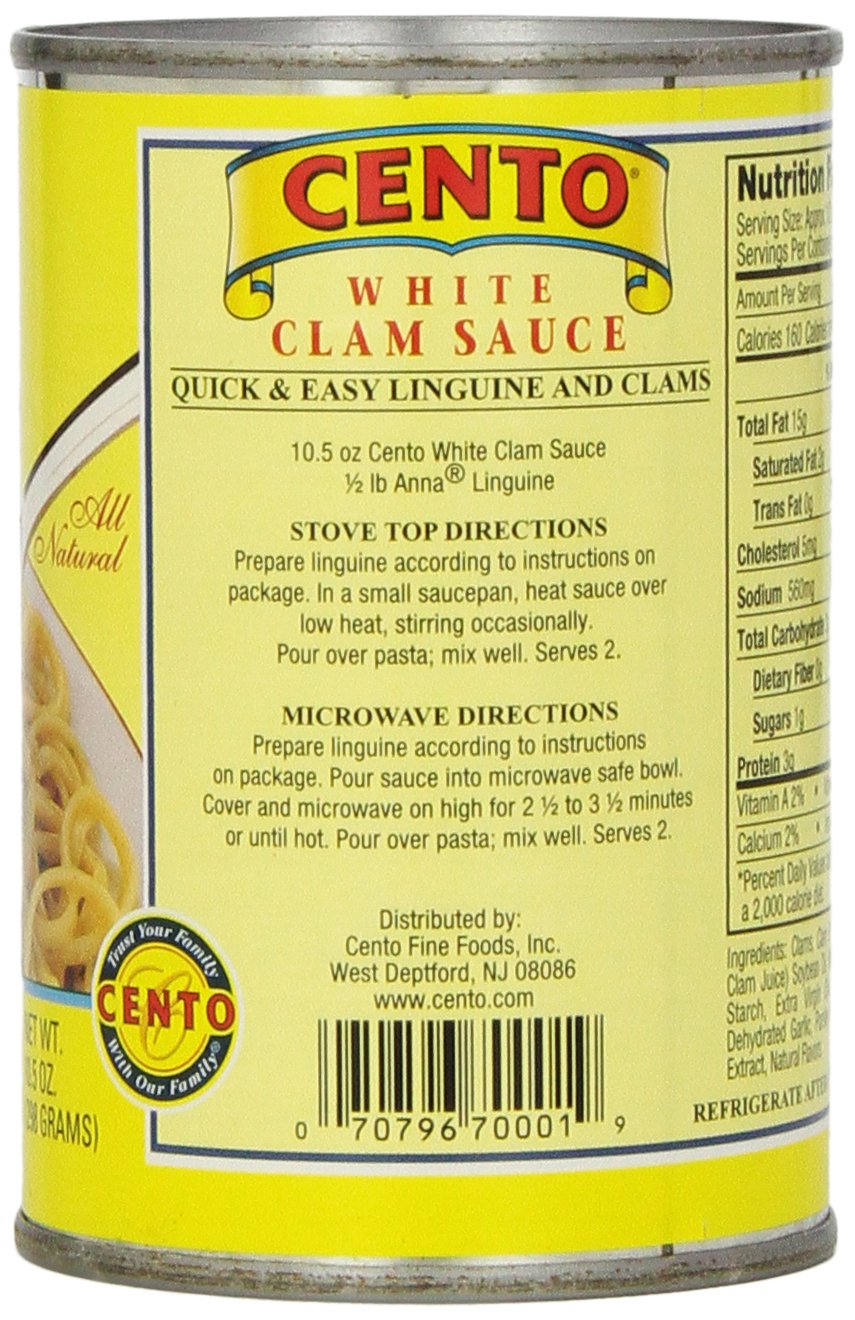 CENTO®
WHITE
CLAM SAUCE
QUICK & EASY LINGUINE AND CLAMS
10.5 oz Cento White Clam Sauce
½ lb Anna® Linguine
STOVE TOP DIRECTIONS
Prepare linguine according to instructions on
package. In a small saucepan, heat sauce over
low heat, stirring occasionally.
Pour over pasta; mix well. Serves 2.
MICROWAVE DIRECTIONS
Prepare linguine according to instructions
on package. Pour sauce into microwave safe bowl.
Cover and microwave on high for 2 ½ to 3 ½ minutes
or until hot. Pour over pasta; mix well. Serves 2.
Distributed by:
Cento Fine Foods, Inc.
West Deptford, NJ 08086
www.cento.com
0 70796 70001 9
All
Natural
Trust Your Family
CENTO
With Our Family®
WT.
OZ.
GRAMS)
Nutrition
Serving Size: Approx.
Servings Per
Amount Per Serving
Calories 160
Total Fat 15g
Saturated Fat
Trans Fat 0g
Cholesterol 5mg
Sodium 560mg
Total Carbohydrate
Dietary Fiber
Sugars 1g
Protein 3g
Vitamin A 2% •
Calcium 2% •
*Percent Daily Values
a 2,000 calorie diet.
Ingredients: Clams,
Clam Juice) Soybean
Starch, Extra Virgin
Dehydrated Garlic,
Extract, Natural Flavors.
REFRIGERATE